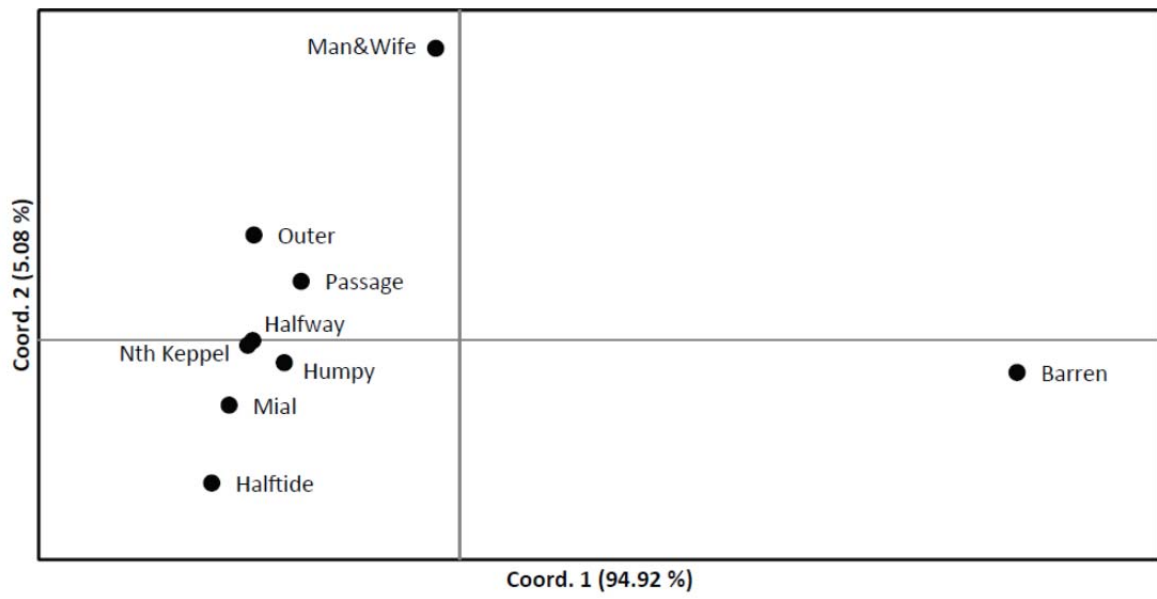 Man&Wife
Outer
Passage
Halfway
Nth Keppel
Humpy
Barren
Mial
Halftide
Coord. 2 (5.08 %)
Coord. 1 (94.92 %)